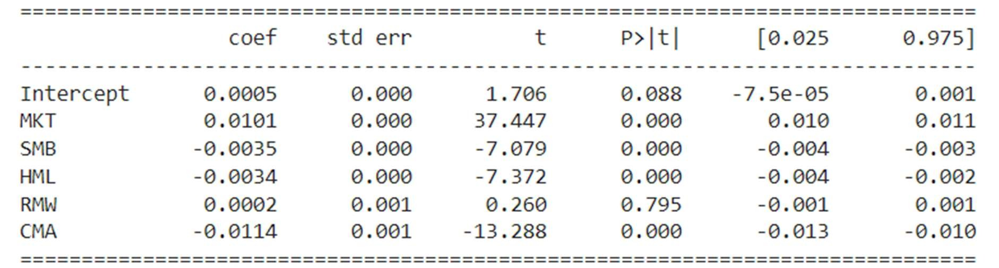 ==============================================================================
                 coef    std err          t      P>|t|      [0.025      0.975]
------------------------------------------------------------------------------
Intercept      0.0005      0.000      1.706      0.088    -7.5e-05       0.001
MKT            0.0101      0.000     37.447      0.000       0.010       0.011
SMB           -0.0035      0.000     -7.079      0.000      -0.004      -0.003
HML           -0.0034      0.000     -7.372      0.000      -0.004      -0.002
RMW            0.0002      0.001      0.260      0.795      -0.001       0.001
CMA           -0.0114      0.001    -13.288      0.000      -0.013      -0.010
==============================================================================